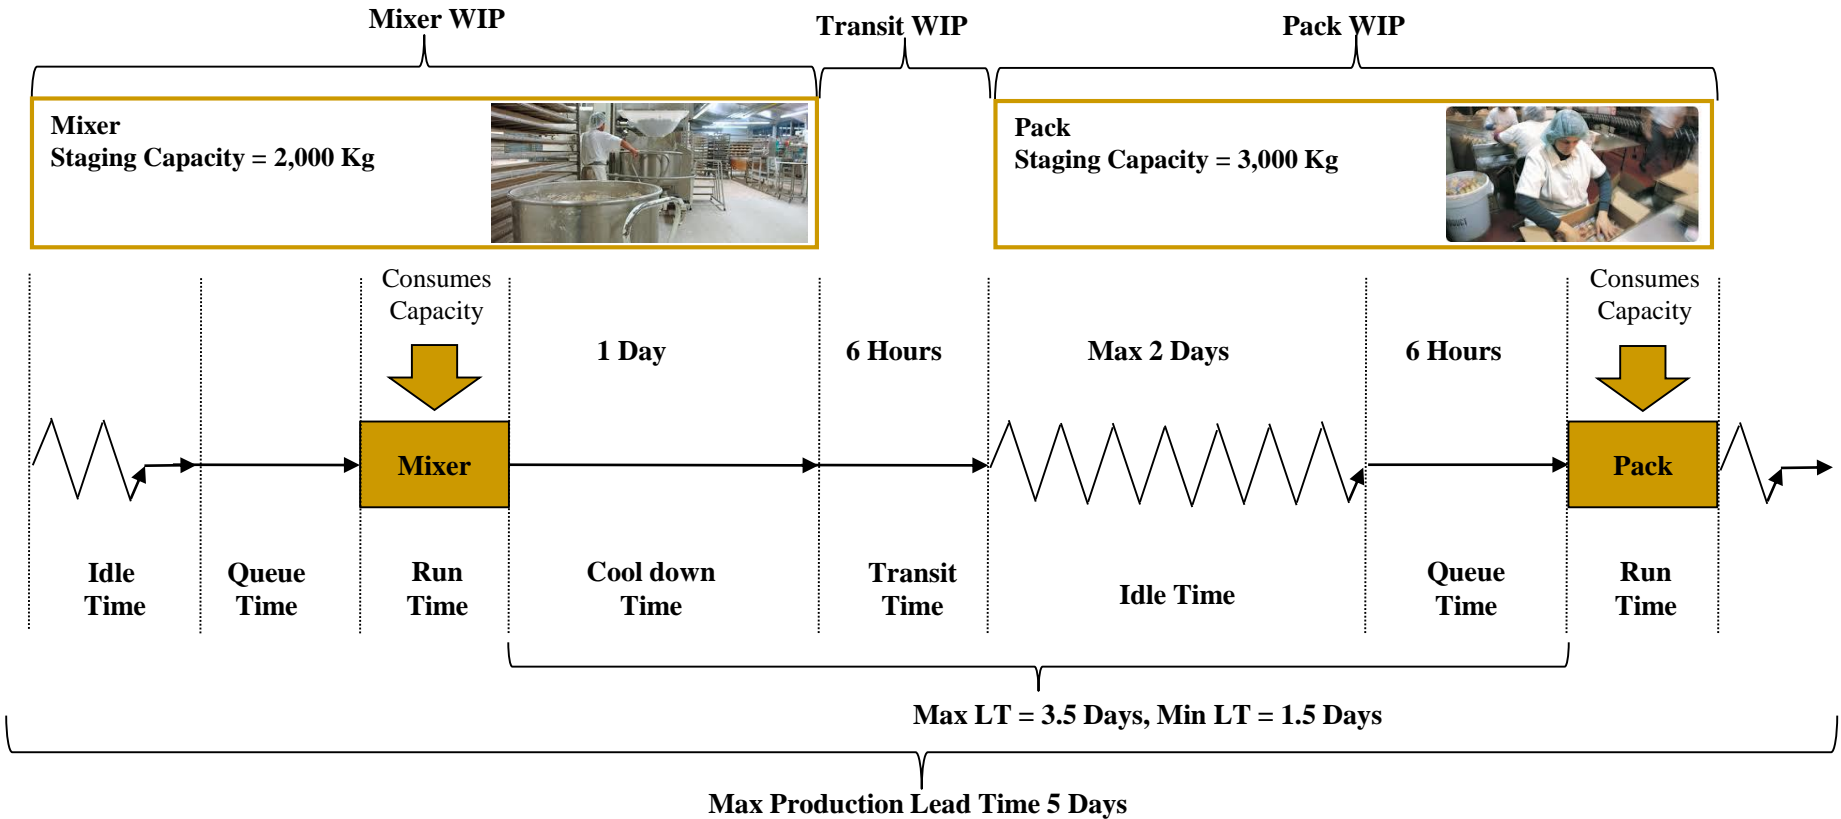 Mixer WIP
Transit WIP
Pack WIP
Mixer
Staging Capacity = 2,000 Kg
Pack
Staging Capacity = 3,000 Kg
Consumes
Capacity
Consumes
Capacity
1 Day
6 Hours
Max 2 Days
6 Hours
Mixer
Pack
Idle
Time
Queue
Time
Run
Time
Cool down
Time
Transit
Time
Idle Time
Queue
Time
Run
Time
Max LT = 3.5 Days, Min LT = 1.5 Days
Max Production Lead Time 5 Days